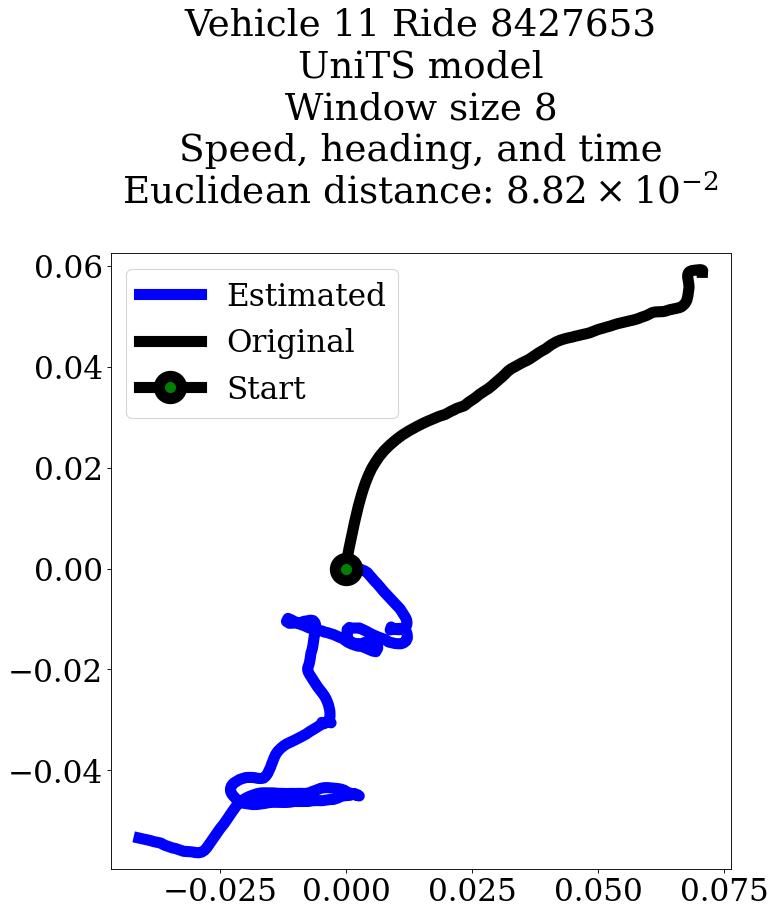 Vehicle 11 Ride 8427653
UniTS model
Window size 8
Speed, heading, and time
Euclidean distance: 8.82 × 10⁻²
0.06
0.04
0.02
0.00
−0.02
−0.04
Estimated
Original
Start
−0.025 0.000 0.025 0.050 0.075